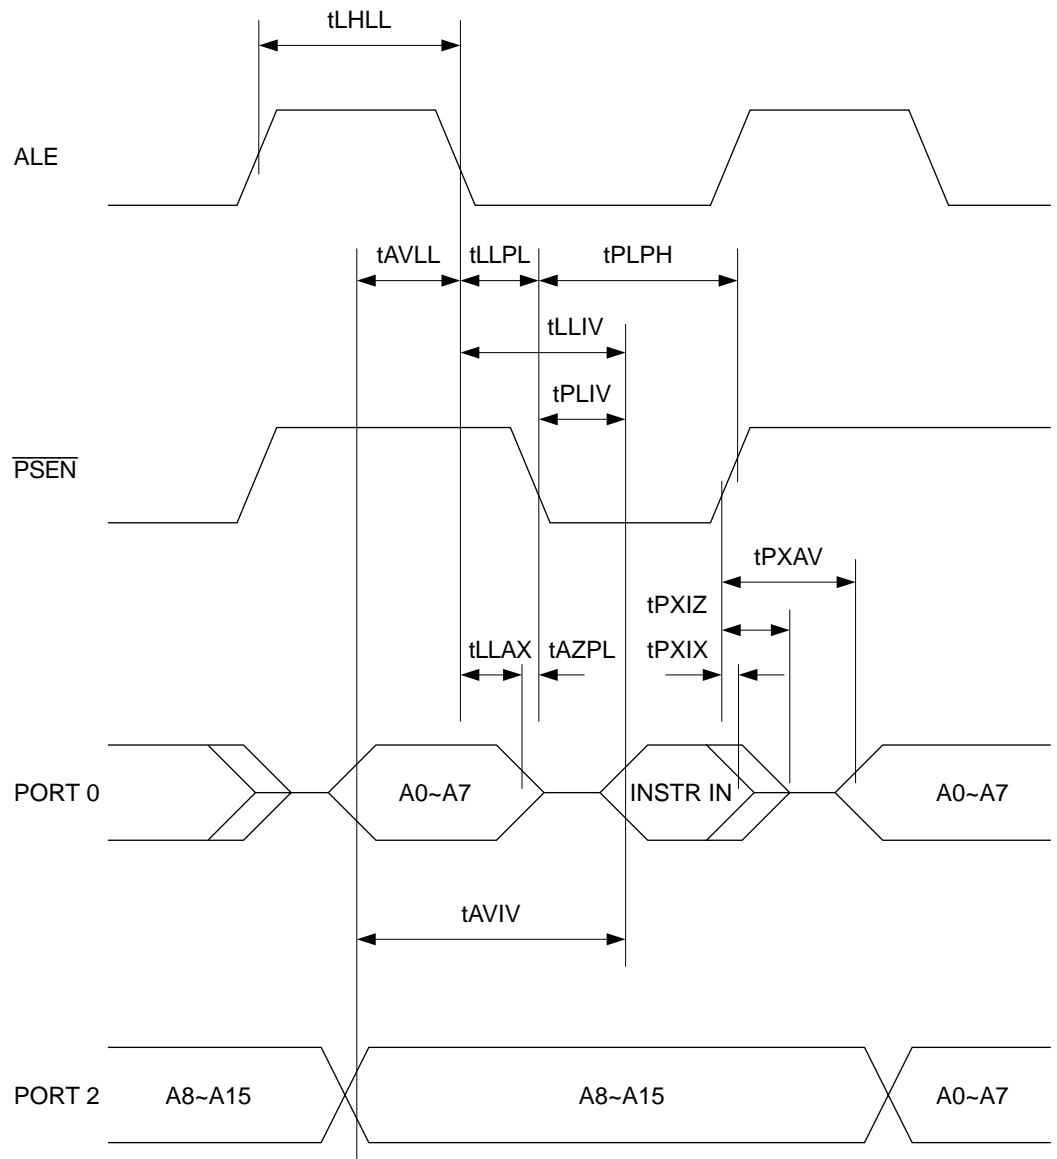 tLHLL
ALE
tAVLL tLLPL tPLPH
tLLIV
tPLIV
PSEN
tPXAV
tPXIZ
tLLAX tAZPL tPXIX
PORT 0 A0~A7 INSTR IN A0~A7
tAVIV
PORT 2 A8~A15 A8~A15 A0~A7